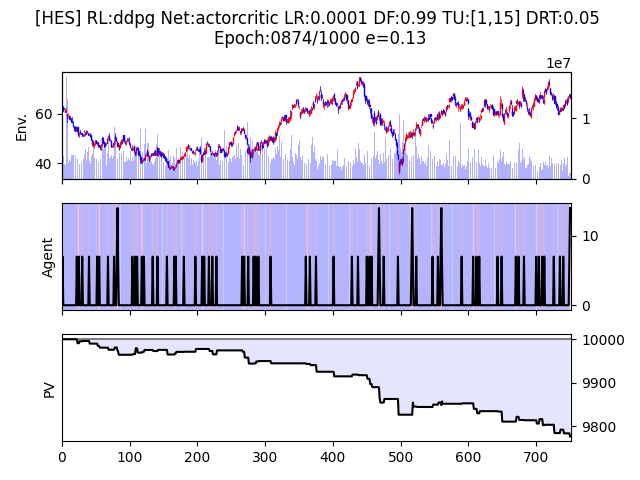 [HES] RL:ddpg Net:actorcritic LR:0.0001 DF:0.99 TU:[1,15] DRT:0.05
Epoch:0874/1000 e=0.13
1e7
Env.
60
40
1
0
Agent
10
0
PV
10000
9900
9800
0 100 200 300 400 500 600 700